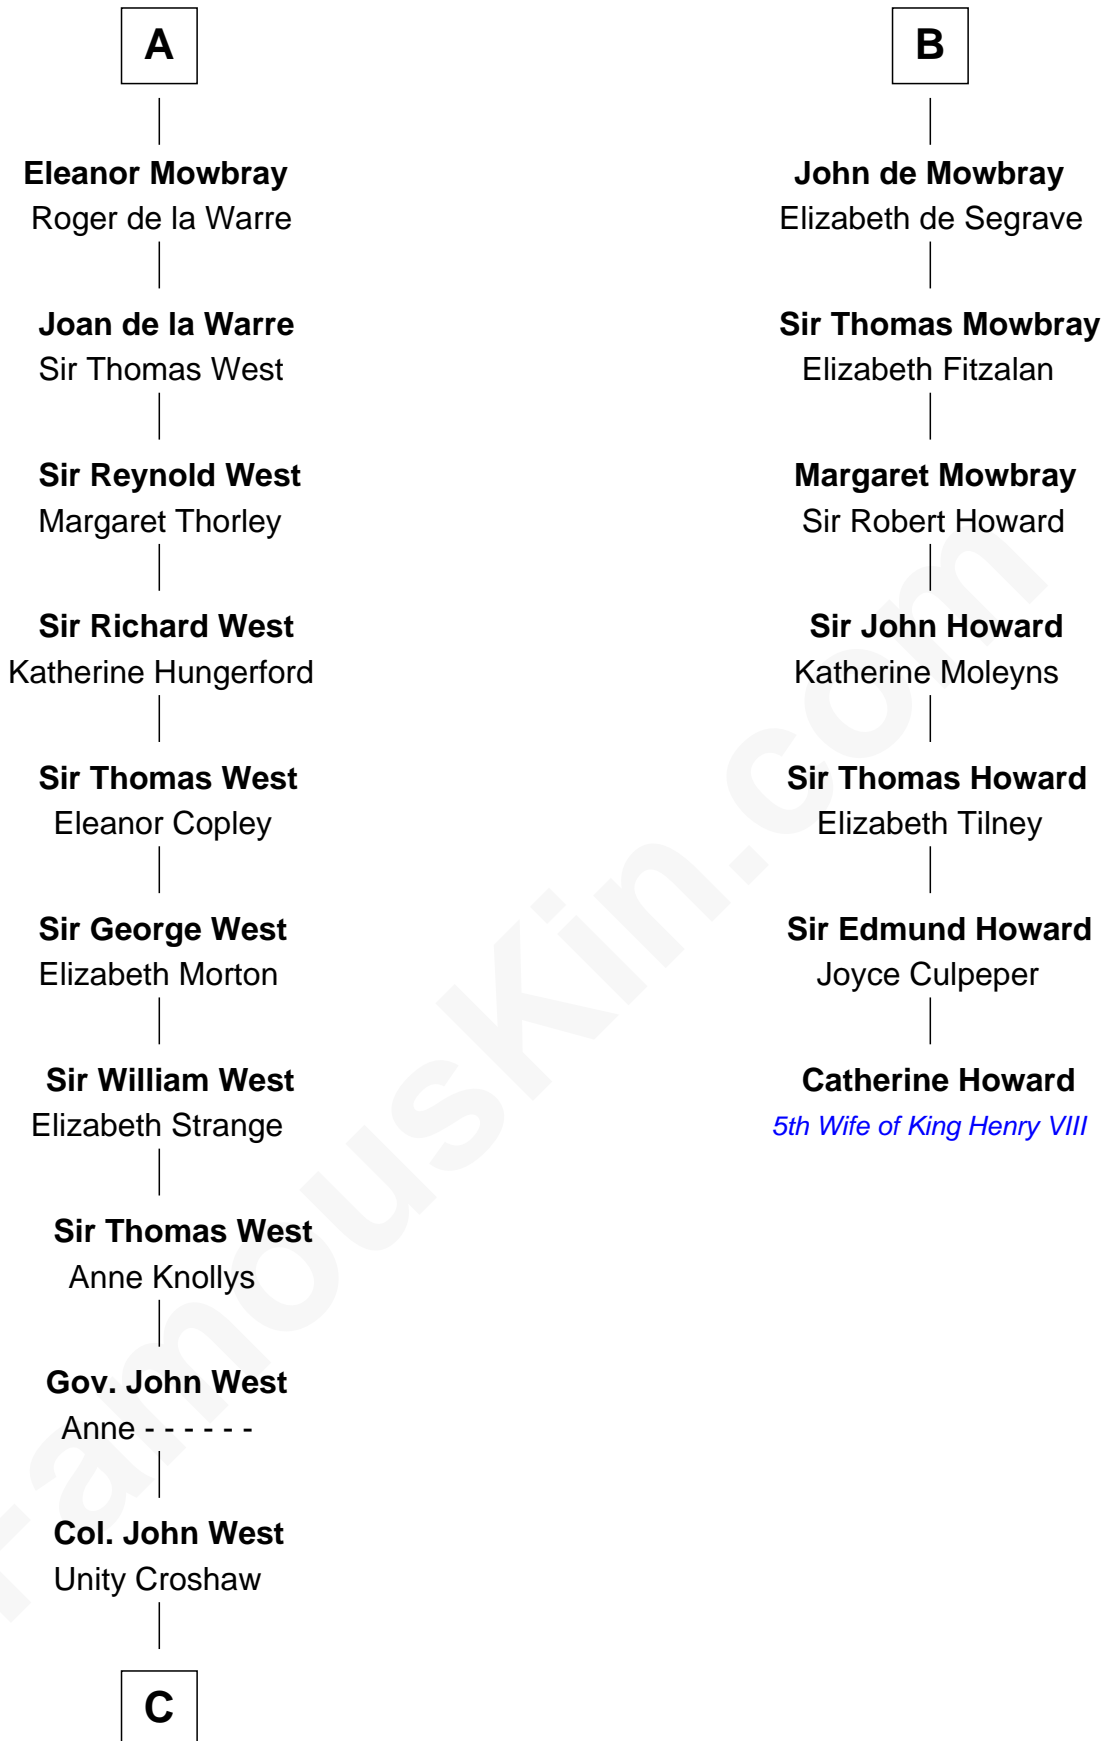 A
Eleanor Mowbray
Roger de la Warre
Joan de la Warre
Sir Thomas West
Sir Reynold West
Margaret Thorley
Sir Richard West
Katherine Hungerford
Sir Thomas West
Eleanor Copley
Sir George West
Elizabeth Morton
Sir William West
Elizabeth Strange
Sir Thomas West
Anne Knollys
Gov. John West
Anne - - - - - -
Col. John West
Unity Croshaw
C
B
John de Mowbray
Elizabeth de Segrave
Sir Thomas Mowbray
Elizabeth Fitzalan
Margaret Mowbray
Sir Robert Howard
Sir John Howard
Katherine Moleyns
Sir Thomas Howard
Elizabeth Tilney
Sir Edmund Howard
Joyce Culpeper
Catherine Howard
5th Wife of King Henry VIII
FamousKin.com